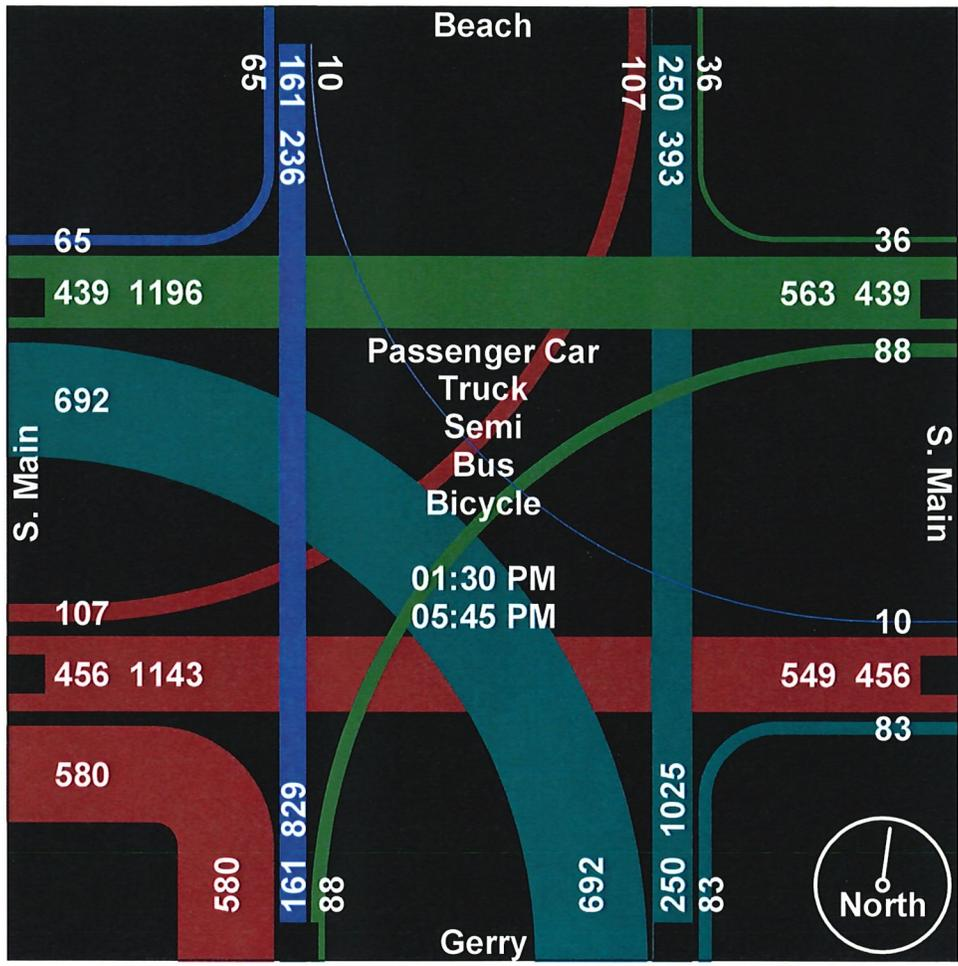 Beach
65
161 236
10
107
250 393
36
65
36
439 1196
563 439
88
Passenger Car
Truck
Semi
Bus
Bicycle
692
S. Main
S. Main
01:30 PM
05:45 PM
107
10
456 1143
549 456
83
580
580
161 829
88
692
250 1025
83
North
Gerry